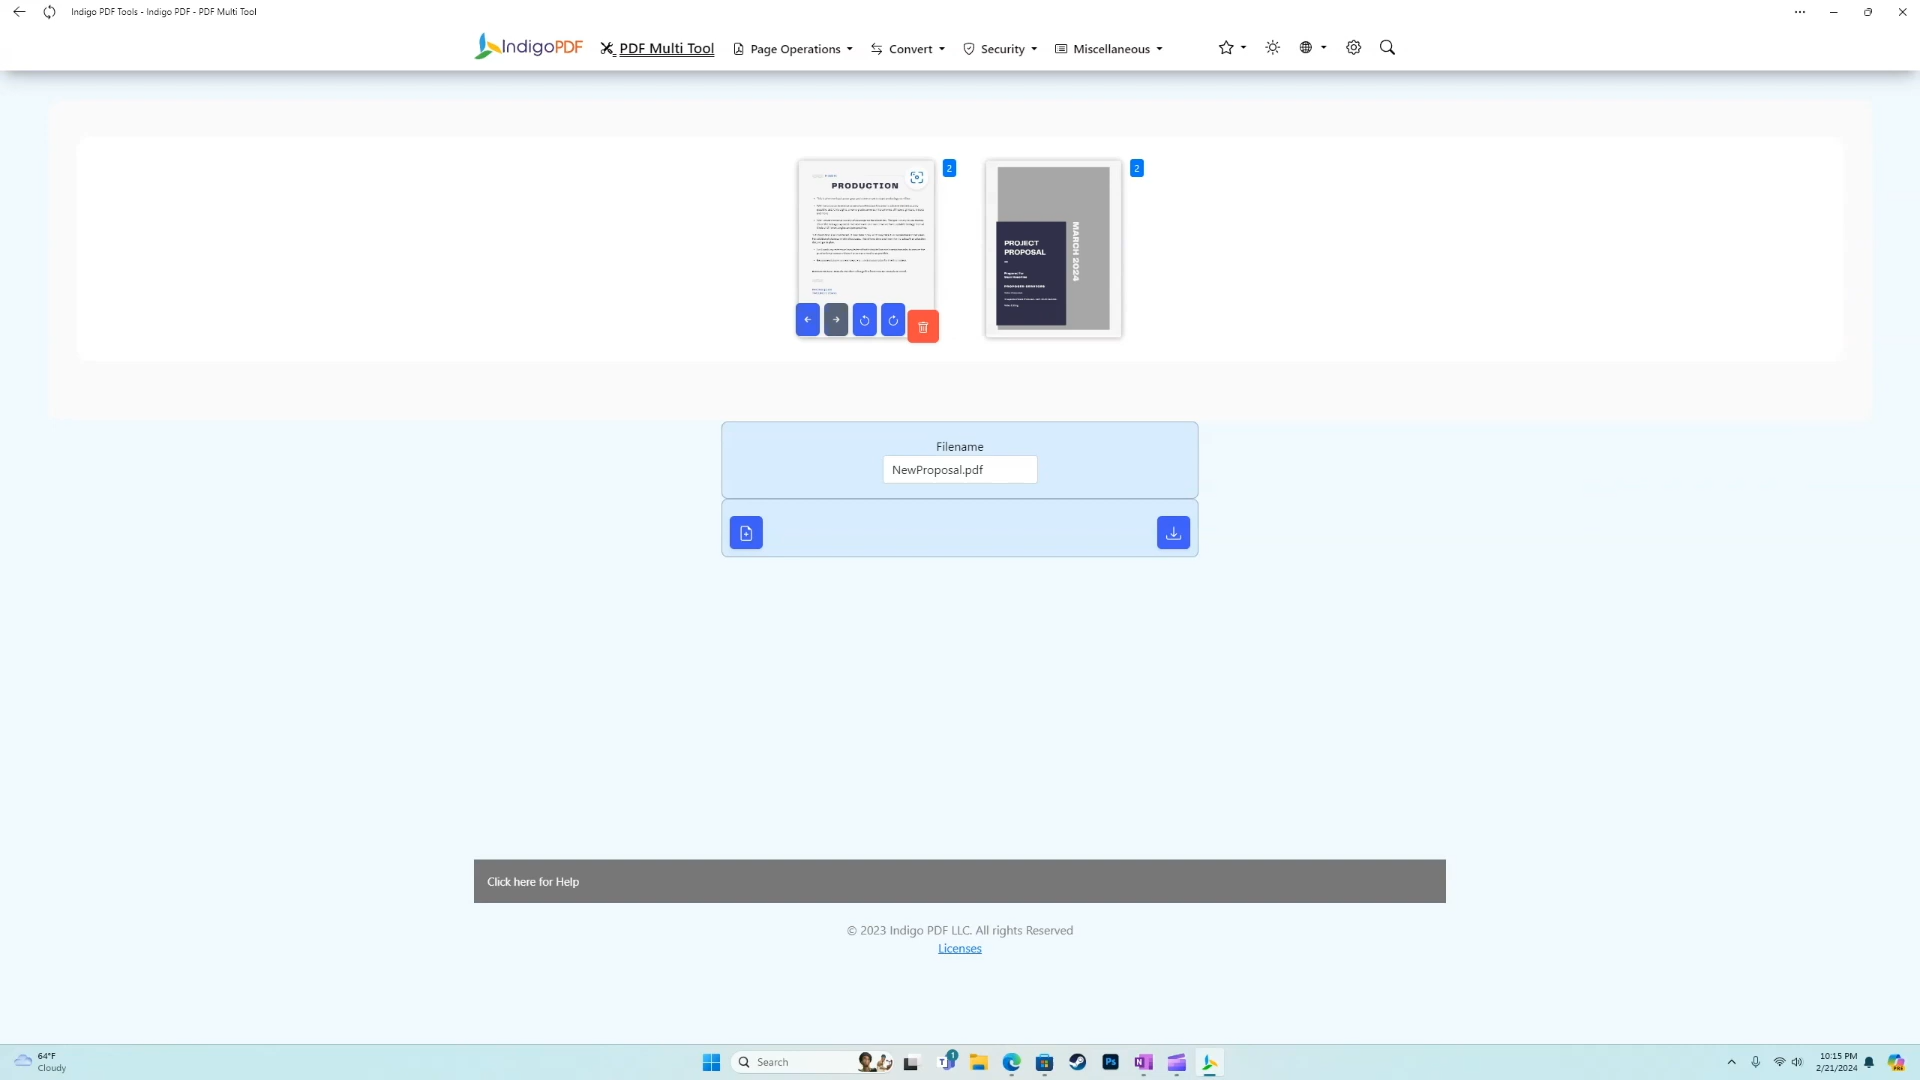 Indigo PDF Tools - Indigo PDF - PDF Multi Tool
IndigoPDF PDF Multi Tool Page Operations Convert Security Miscellaneous
2
2
PRODUCTION
PROJECT
PROPOSAL
MARCH 2024
Filename
NewProposal.pdf
Click here for Help
© 2023 Indigo PDF LLC. All rights Reserved
Licenses
64°F
Cloudy
Search
1
Ps
N
10:15 PM
2/21/2024